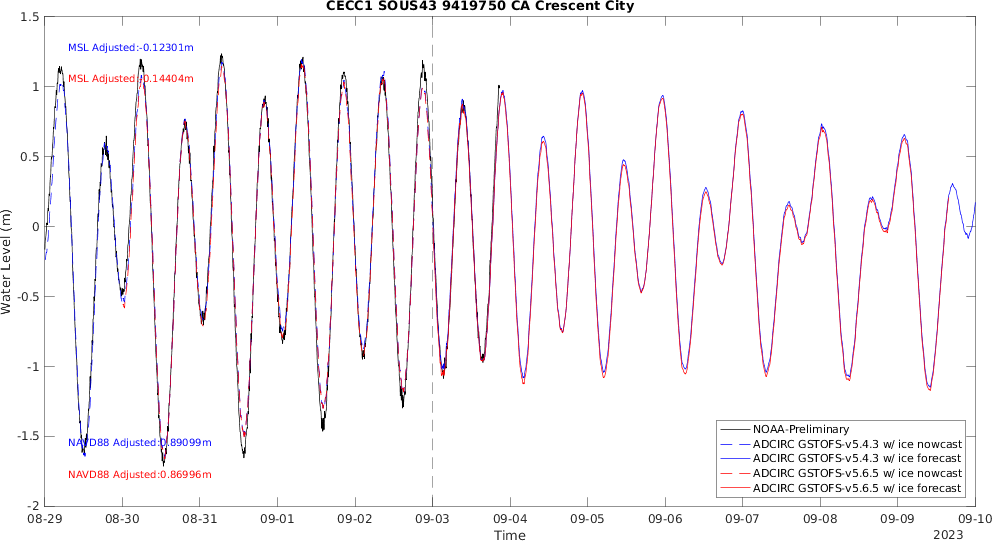 CECC1 SOUS43 9419750 CA Crescent City
1.5
1
0.5
0
-0.5
-1
-1.5
-2
Water Level (m)
MSL Adjusted:-0.12301m
MSL Adjusted:-0.14404m
NAVD88 Adjusted:0.89099m
NAVD88 Adjusted:0.86996m
NOAA-Preliminary
ADCIRC GSTOFS-v5.4.3 w/ ice nowcast
ADCIRC GSTOFS-v5.4.3 w/ ice forecast
ADCIRC GSTOFS-v5.6.5 w/ ice nowcast
ADCIRC GSTOFS-v5.6.5 w/ ice forecast
08-29 08-30 08-31 09-01 09-02 09-03 09-04 09-05 09-06 09-07 09-08 09-09 09-10
Time
2023